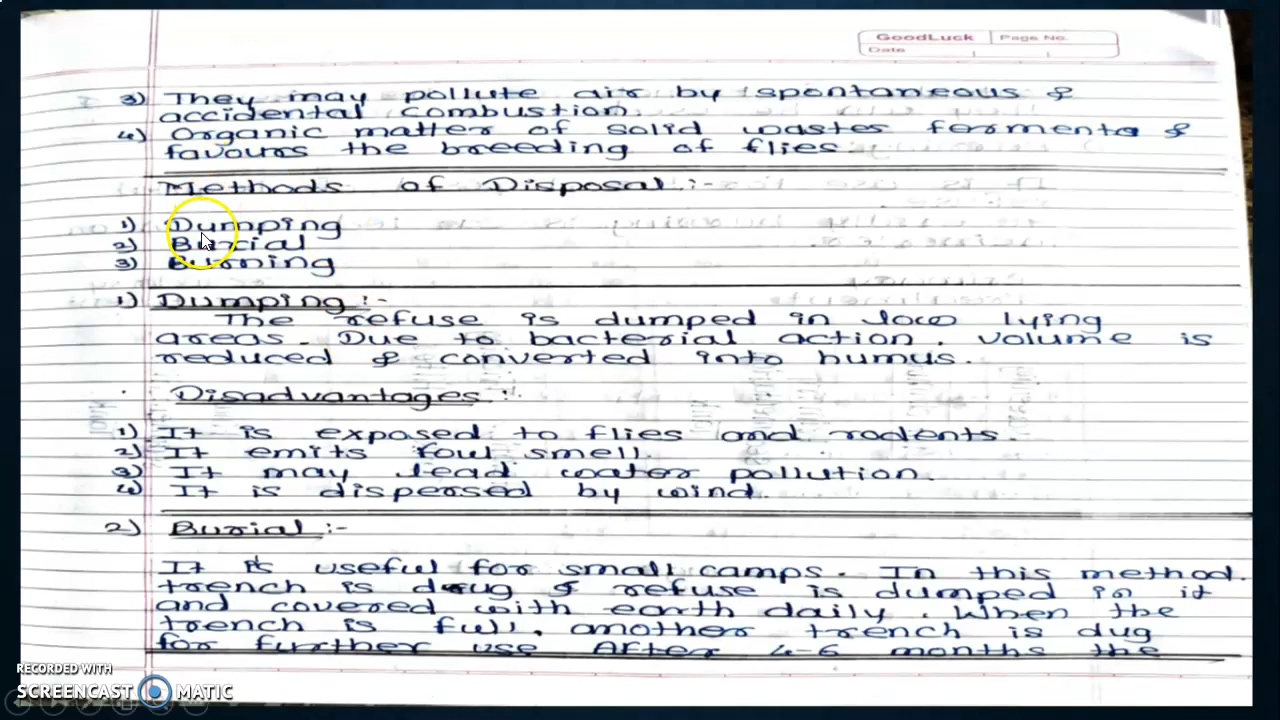 GoodLuck Page No.
Date
3) They may pollute air by spontaneous &
accidental combustion.
4) Organic matter of solid wastes ferments &
favours the breeding of flies.
Methods of Disposal :-
1) Dumping
2) Burial
3) Burning
1) Dumping :-
The refuse is dumped in low lying
areas. Due to bacterial action, volume is
reduced & converted into humus.
Disadvantages :-
1) It is exposed to flies and rodents.
2) It emits foul smell.
3) It may lead water pollution.
4) It is dispersed by wind.
2) Burial :-
It is useful for small camps. In this method
trench is drug & refuse is dumped in it
and covered with earth daily. When the
trench is full, another trench is dug
for further use After 4-6 months the
RECORDED WITH
SCREENCAST MATIC